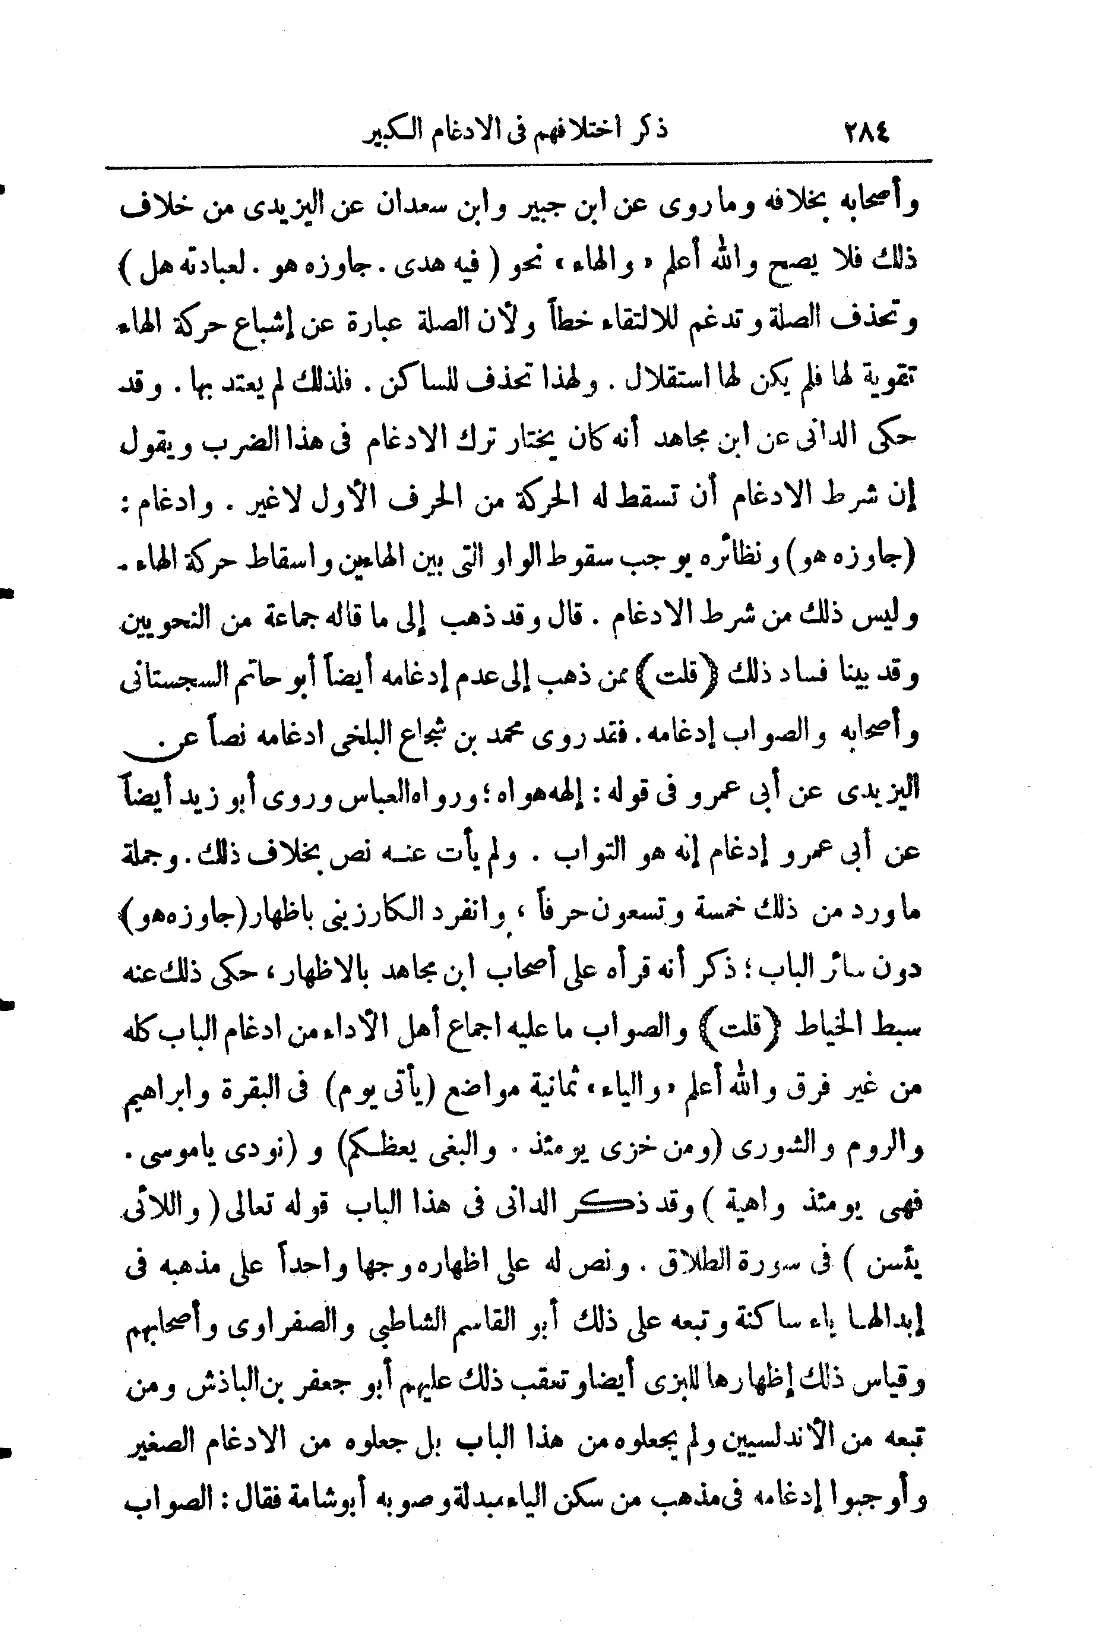 ٢٨٤ ذكر اختلافهم فى الادغام الكبير
وأصحابه بخلافه وماروى عن ابن جبير وابن سعدان عن اليزيدى من خلاف
ذلك فلا يصح والله أعلم « والهاء » نحو ( فيه هدى . جاوزه هو . لعبادته هل )
وتحذف الصلة وتدغم للالتقاء خطاً ولأن الصلة عبارة عن إشباع حركة الهاء
تقوية لها فلم يكن لها استقلال . ولهذا تحذف للساكن . فلذلك لم يعتد بها . وقد
حكى الدانى عن ابن مجاهد أنه كان يختار ترك الادغام فى هذا الضرب ويقول
إن شرط الادغام أن تسقط له الحركة من الحرف الأول لاغير . وادغام :
(جاوزه هو) ونظائره يوجب سقوط الواو التى بين الهاءين واسقاط حركة الهاء .
وليس ذلك من شرط الادغام . قال وقد ذهب إلى ما قاله جماعة من النحويين
وقد بينا فساد ذلك (قلت) ممن ذهب إلى عدم إدغامه أيضاً أبو حاتم السجستانى
وأصحابه والصواب إدغامه . فقد روى محمد بن شجاع البلخى ادغامه نصاً عن
اليزيدى عن أبى عمرو فى قوله : إلهه هواه ؛ ورواه العباس وروى أبو زيد أيضاً
عن أبى عمرو إدغام إنه هو التواب . ولم يأت عنه نص بخلاف ذلك . وجملة
ماورد من ذلك خمسة وتسعون حرفاً ، وانفرد الكارزينى باظهار (جاوزه هو)
دون سائر الباب ؛ ذكر أنه قرأه على أصحاب ابن مجاهد بالاظهار ، حكى ذلك عنه
سبط الخياط (قلت) والصواب ما عليه اجماع أهل الأداء من ادغام الباب كله
من غير فرق والله أعلم « والياء » ثمانية مواضع (يأتى يوم) فى البقرة وابراهيم
والروم والشورى (ومن خزى يومئذ . والبغى يعظكم) و (نودى ياموسى .
فهى يومئذ واهية ) وقد ذكر الدانى فى هذا الباب قوله تعالى ( واللائى
يئسن ) فى سورة الطلاق . ونص له على اظهاره وجها واحداً على مذهبه فى
إبدالها ياء ساكنة وتبعه على ذلك أبو القاسم الشاطبى والصفراوى وأصحابهم
وقياس ذلك إظهارها للبزى أيضا وتعقب ذلك عليهم أبو جعفر بن الباذش ومن
تبعه من الأندلسيين ولم يجعلوه من هذا الباب بل جعلوه من الادغام الصغير
وأوجبوا إدغامه فى مذهب من سكن الياء مبدلة وصوبه أبوشامة فقال : الصواب